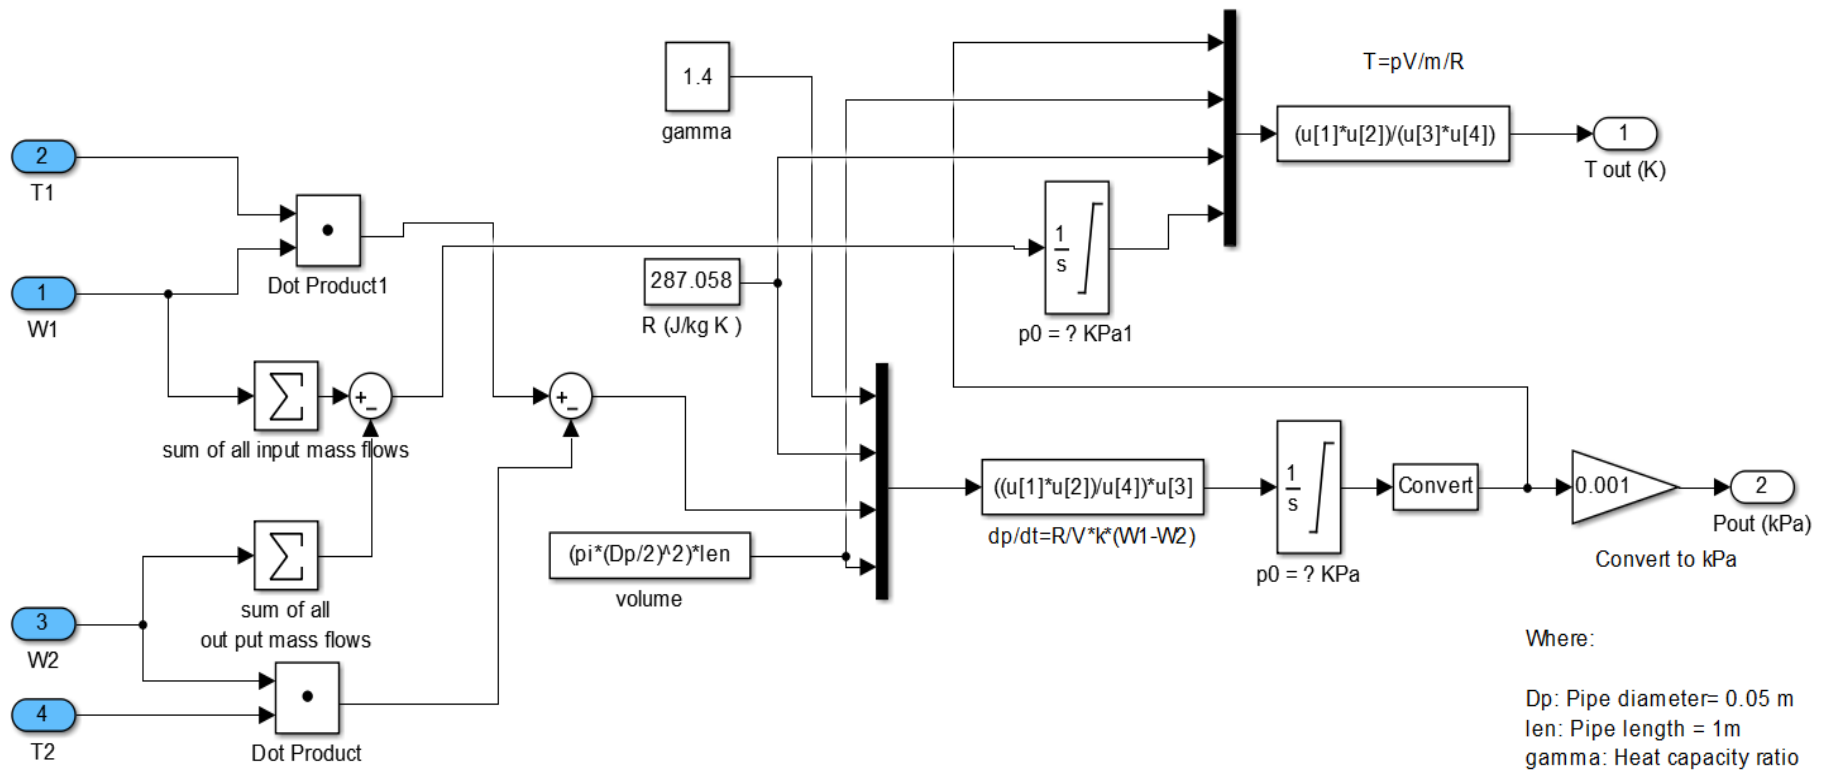 1.4
gamma
T=pV/m/R
(u[1]*u[2])/(u[3]*u[4])
1
T out (K)
2
T1
Dot Product1
1
W1
287.058
R (J/kg K )
1
s
p0 = ? KPa1
+
−
sum of all input mass flows
+
−
((u[1]*u[2])/u[4])*u[3]
dp/dt=R/V*k*(W1-W2)
1
s
p0 = ? KPa
Convert
0.001
Convert to kPa
2
Pout (kPa)
(pi*(Dp/2)^2)*len
volume
sum of all
out put mass flows
3
W2
4
T2
Dot Product
Where:
Dp: Pipe diameter= 0.05 m
len: Pipe length = 1m
gamma: Heat capacity ratio